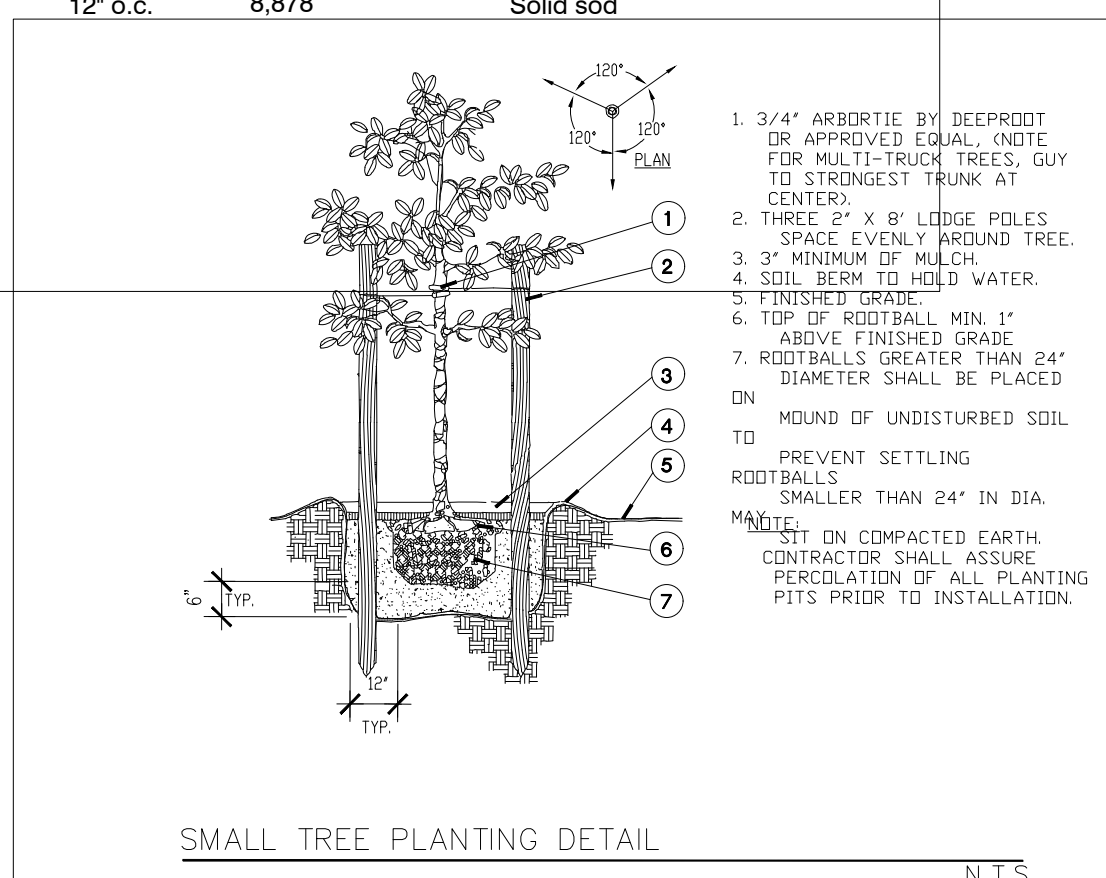 12" o.c. 8,878 Solid sod
120°
120° 120°
PLAN
1. 3/4" ARBORTIE BY DEEPROOT
OR APPROVED EQUAL, (NOTE
FOR MULTI-TRUCK TREES, GUY
TO STRONGEST TRUNK AT
CENTER).
2. THREE 2" X 8' LODGE POLES
SPACE EVENLY AROUND TREE.
3. 3" MINIMUM OF MULCH.
4. SOIL BERM TO HOLD WATER.
5. FINISHED GRADE.
6. TOP OF ROOTBALL MIN. 1"
ABOVE FINISHED GRADE
7. ROOTBALLS GREATER THAN 24"
DIAMETER SHALL BE PLACED
ON
MOUND OF UNDISTURBED SOIL
TO
PREVENT SETTLING
ROOTBALLS
SMALLER THAN 24" IN DIA.
MAY
NOTE:
SIT ON COMPACTED EARTH.
CONTRACTOR SHALL ASSURE
PERCOLATION OF ALL PLANTING
PITS PRIOR TO INSTALLATION.
1
2
3
4
5
6
7
6"
TYP.
12"
TYP.
SMALL TREE PLANTING DETAIL
N.T.S.